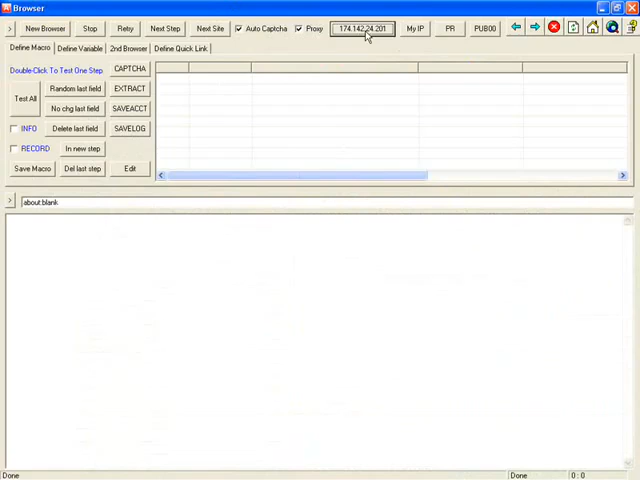 Browser
> New Browser Stop Retry Next Step Next Site Auto Captcha Proxy 174.142.24.201 My IP PR PUB00
Define Macro Define Variable 2nd Browser Define Quick Link
Double-Click To Test One Step CAPTCHA
Test All Random last field EXTRACT
No chg last field SAVEACCT
INFO Delete last field SAVELOG
RECORD In new step
Save Macro Del last step Edit
> about:blank
Done Done 0 : 0